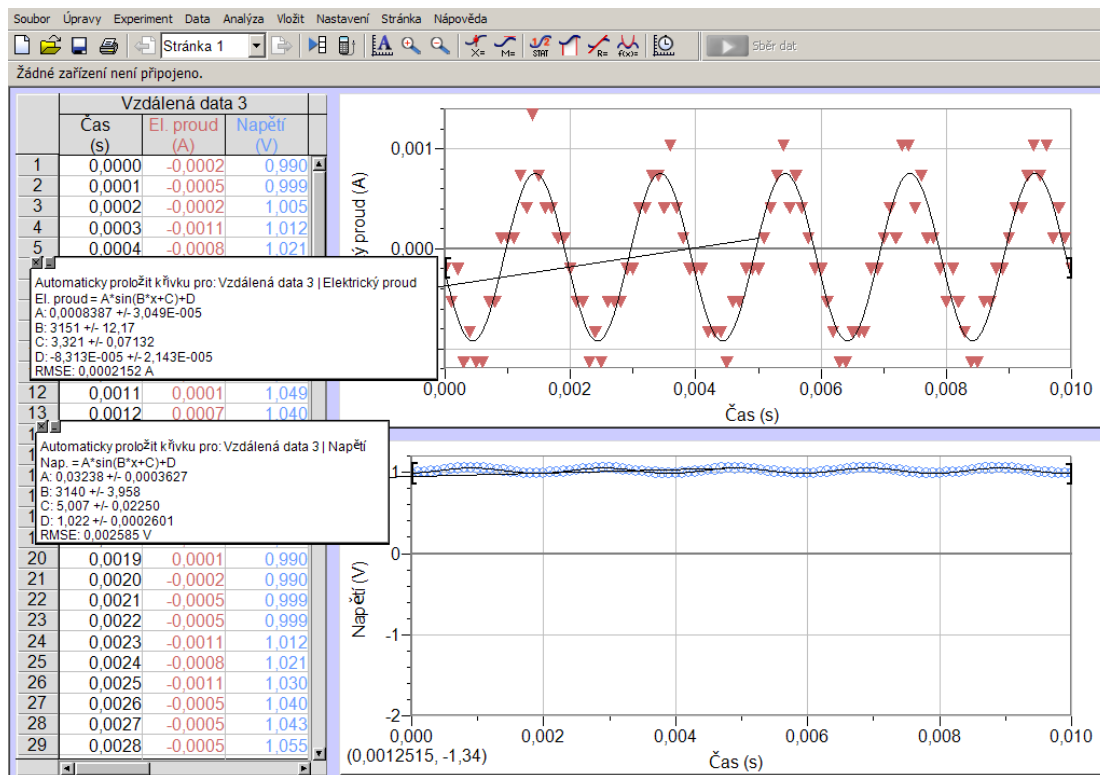 Soubor Úpravy Experiment Data Analýza Vložit Nastavení Stránka Nápověda
Stránka 1
Sběr dat
Žádné zařízení není připojeno.
Vzdálená data 3
Čas El. proud Napětí
(s) (A) (V)
1 0,0000 -0,0002 0,990
2 0,0001 -0,0005 0,999
3 0,0002 -0,0002 1,005
4 0,0003 -0,0011 1,012
5 0,0004 -0,0008 1,021
Automaticky proložit křivku pro: Vzdálená data 3 | Elektrický proud
El. proud = A*sin(B*x+C)+D
A: 0,0008387 +/- 3,049E-005
B: 3151 +/- 12,17
C: 3,321 +/- 0,07132
D: -8,313E-005 +/- 2,143E-005
RMSE: 0,0002152 A
12 0,0011 0,0001 1,049
13 0,0012 0,0007 1,040
Automaticky proložit křivku pro: Vzdálená data 3 | Napětí
Nap. = A*sin(B*x+C)+D
A: 0,03238 +/- 0,0003627
B: 3140 +/- 3,958
C: 5,007 +/- 0,02250
D: 1,022 +/- 0,0002601
RMSE: 0,002585 V
20 0,0019 0,0001 0,990
21 0,0020 -0,0002 0,990
22 0,0021 -0,0005 0,999
23 0,0022 -0,0005 0,999
24 0,0023 -0,0011 1,012
25 0,0024 -0,0008 1,021
26 0,0025 -0,0011 1,030
27 0,0026 -0,0005 1,040
28 0,0027 -0,0005 1,043
29 0,0028 -0,0005 1,055
0,001
0,000
ý proud (A)
0,000 0,002 0,004 0,006 0,008 0,010
Čas (s)
1
0
-1
-2
Napětí (V)
0,000 0,002 0,004 0,006 0,008 0,010
(0,0012515, -1,34)
Čas (s)